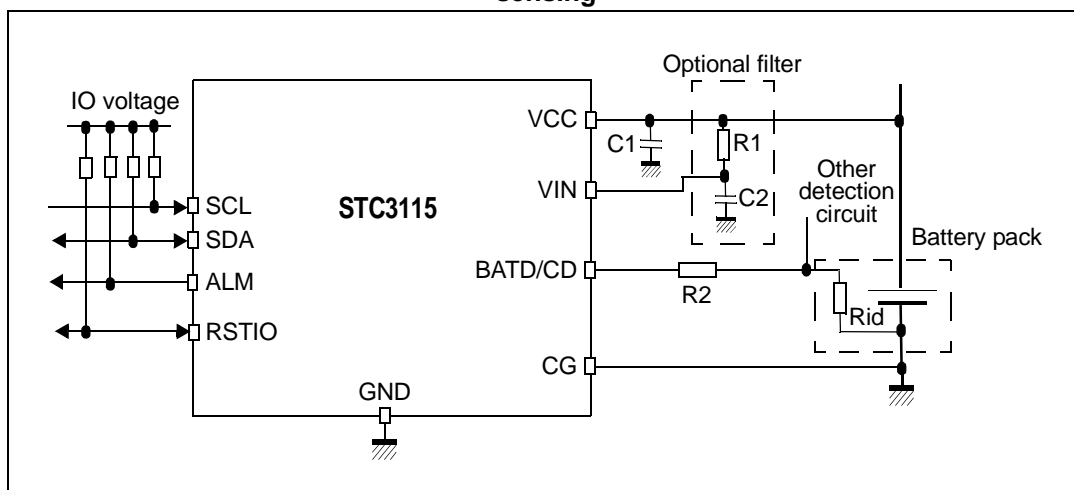 sensing
Optional filter
IO voltage
VCC
C1
R1
Other
detection
circuit
VIN
C2
STC3115
SCL
SDA
Battery pack
BATD/CD
ALM
R2
Rid
RSTIO
CG
GND